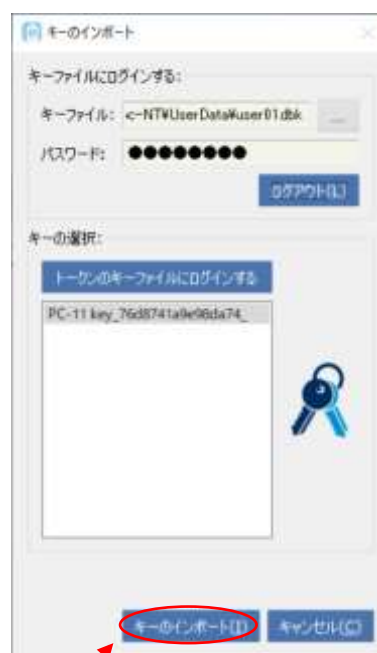 キーのインポート
キーファイルにログインする:
キーファイル: c-NT¥UserData¥user01.dbk ...
パスワード: ●●●●●●●●
ログアウト(L)
キーの選択:
トークンのキーファイルにログインする
PC-11 key_76d8741a9e98da74_
キーのインポート(I) キャンセル(C)